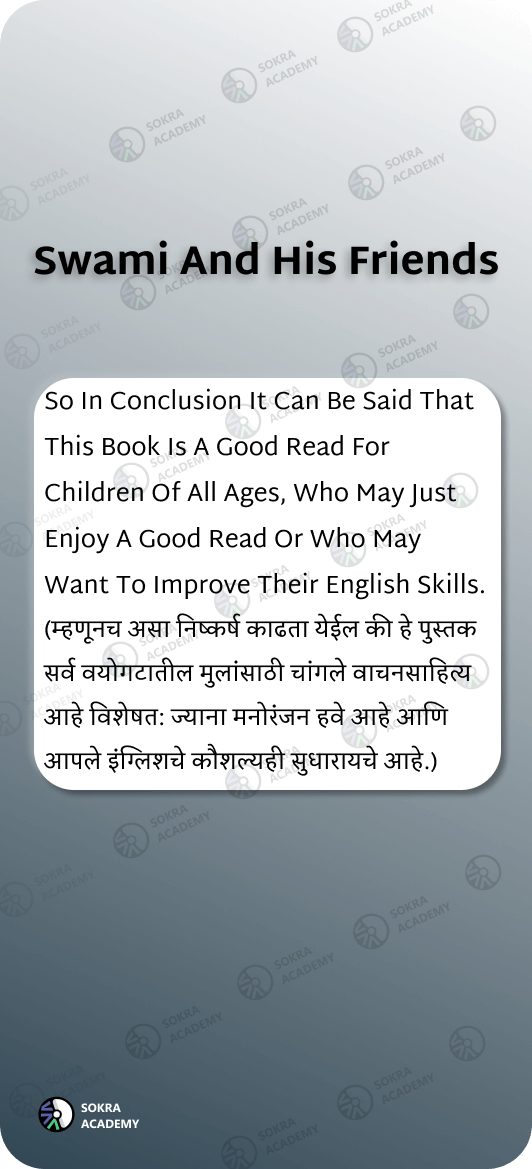 Swami And His Friends
So In Conclusion It Can Be Said That
This Book Is A Good Read For
Children Of All Ages, Who May Just
Enjoy A Good Read Or Who May
Want To Improve Their English Skills.
(म्हणूनच असा निष्कर्ष काढता येईल की हे पुस्तक
सर्व वयोगटातील मुलांसाठी चांगले वाचनसाहित्य
आहे विशेषत: ज्याना मनोरंजन हवे आहे आणि
आपले इंग्लिशचे कौशल्यही सुधारायचे आहे.)
SOKRA
ACADEMY